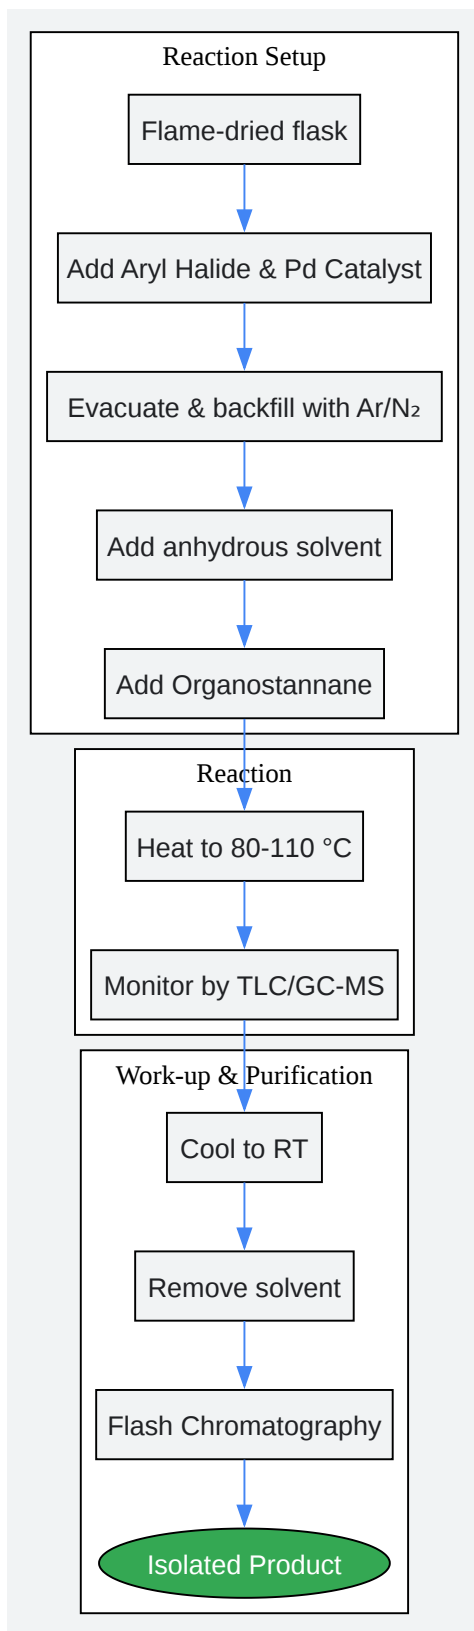 Reaction Setup
Flame-dried flask
Add Aryl Halide & Pd Catalyst
Evacuate & backfill with Ar/N₂
Add anhydrous solvent
Add Organostannane
Reaction
Heat to 80-110 °C
Monitor by TLC/GC-MS
Work-up & Purification
Cool to RT
Remove solvent
Flash Chromatography
Isolated Product